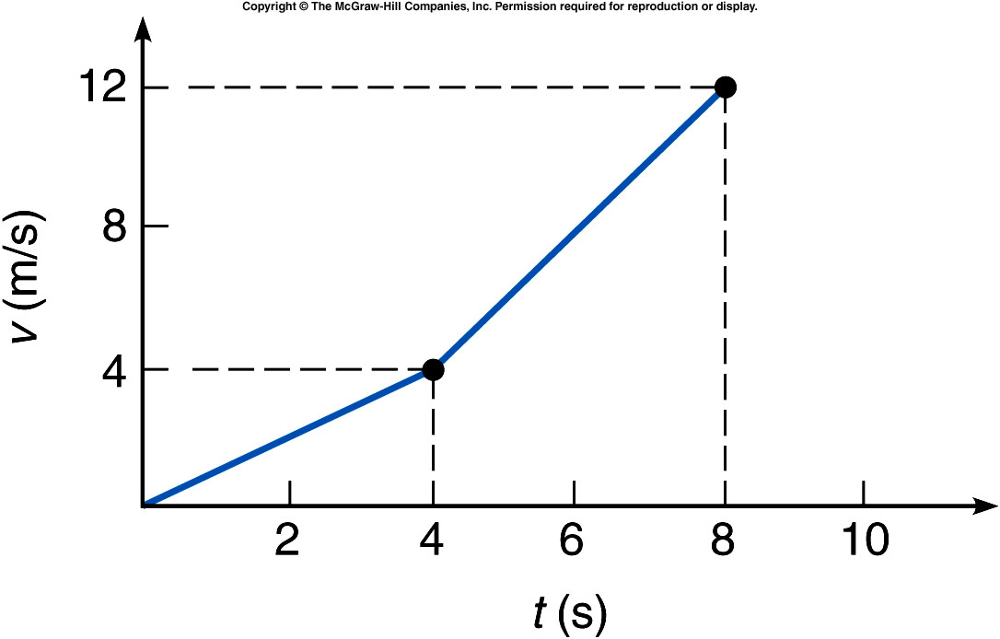 Copyright © The McGraw-Hill Companies, Inc. Permission required for reproduction or display.
12
8
4
v (m/s)
2 4 6 8 10
t (s)